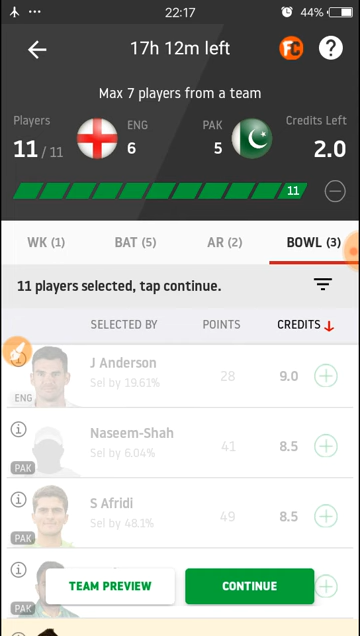 22:17
44%
17h 12m left
FC
?
Max 7 players from a team
Players
11 / 11
ENG
6
PAK
5
Credits Left
2.0
11
WK (1)
BAT (5)
AR (2)
BOWL (3)
11 players selected, tap continue.
SELECTED BY
POINTS
CREDITS
J Anderson
Sel by 19.61%
28
9.0
ENG
Naseem-Shah
Sel by 6.04%
41
8.5
PAK
S Afridi
Sel by 48.1%
49
8.5
PAK
TEAM PREVIEW
CONTINUE
PAK